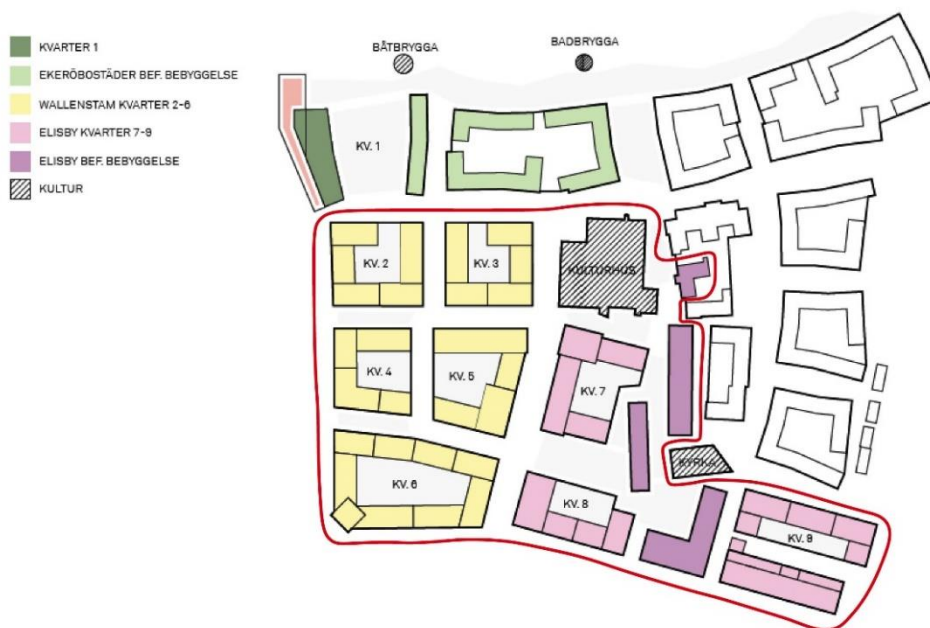 KVARTER 1
EKERÖBOSTÄDER BEF. BEBYGGELSE
WALLENSTAM KVARTER 2-6
ELISBY KVARTER 7-9
ELISBY BEF. BEBYGGELSE
KULTUR
BÅTBRYGGA
BADBRYGGA
KV. 1
KV. 2
KV. 3
KULTURHUS
KV. 4
KV. 5
KV. 7
KYRKA
KV. 6
KV. 8
KV. 9